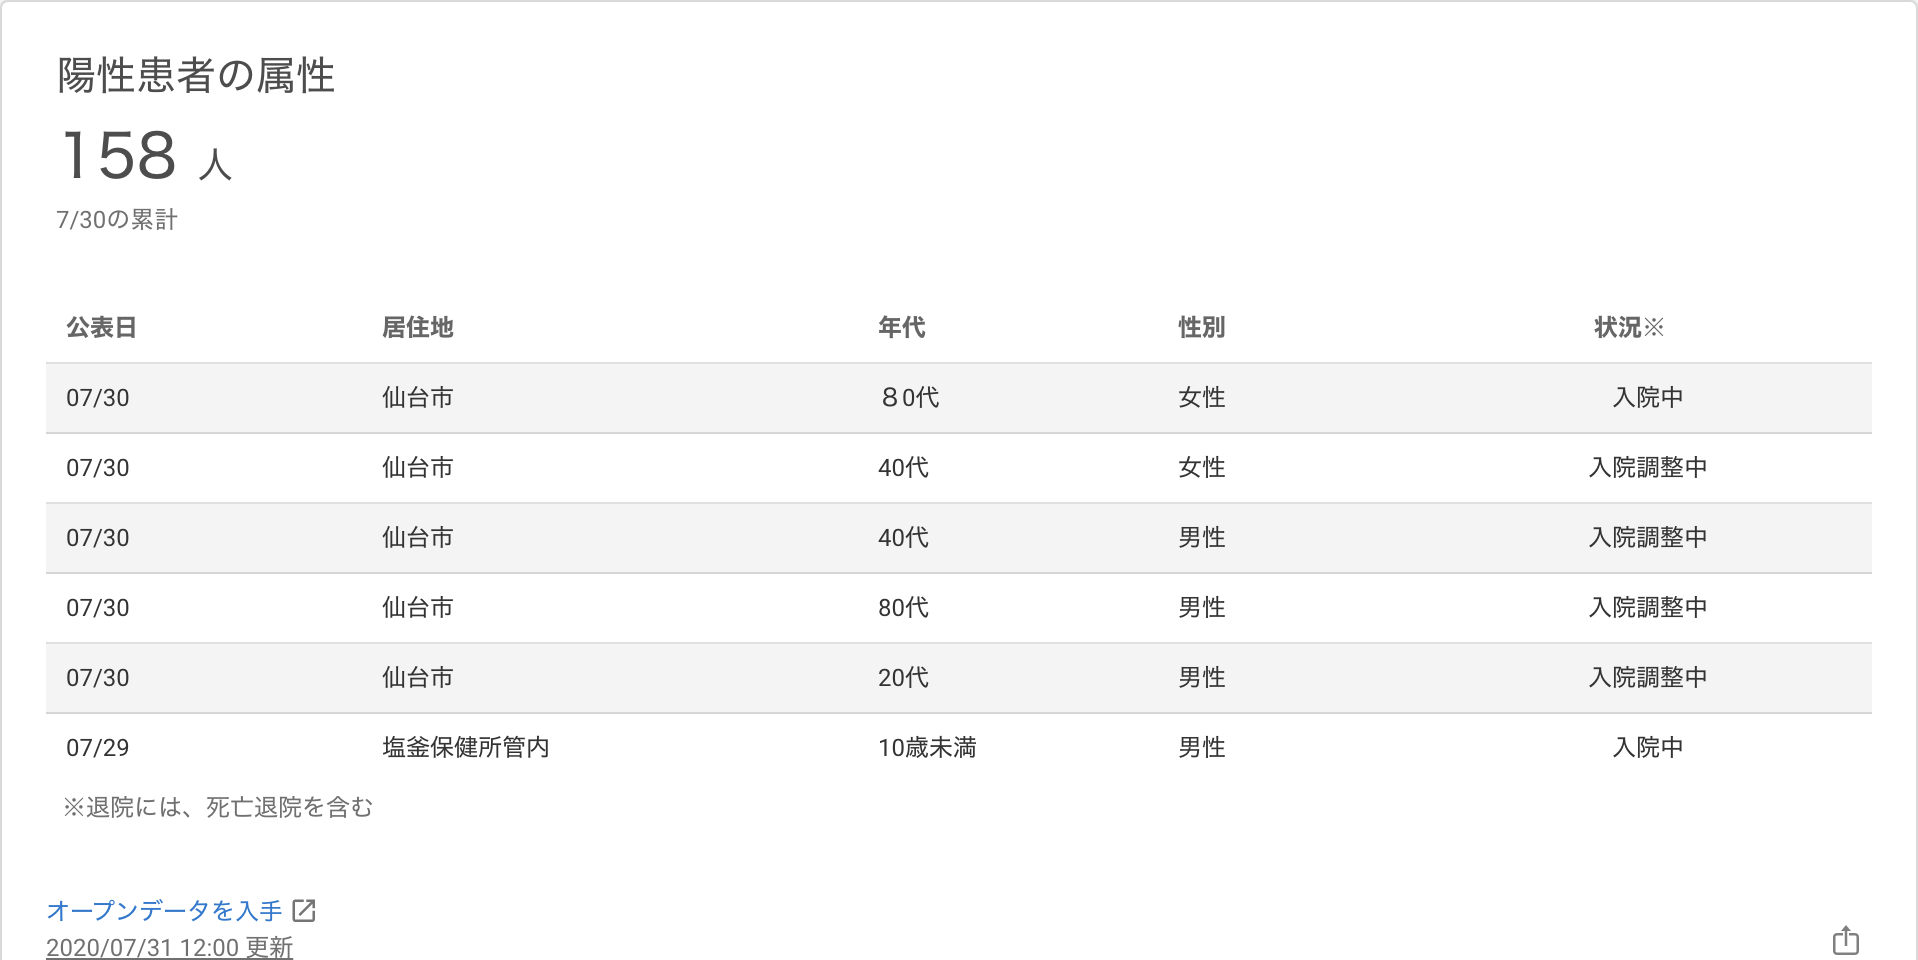 陽性患者の属性
158 人
7/30の累計
公表日 居住地 年代 性別 状況※
07/30 仙台市 ８0代 女性 入院中
07/30 仙台市 40代 女性 入院調整中
07/30 仙台市 40代 男性 入院調整中
07/30 仙台市 80代 男性 入院調整中
07/30 仙台市 20代 男性 入院調整中
07/29 塩釜保健所管内 10歳未満 男性 入院中
※退院には、死亡退院を含む
オープンデータを入手
2020/07/31 12:00 更新